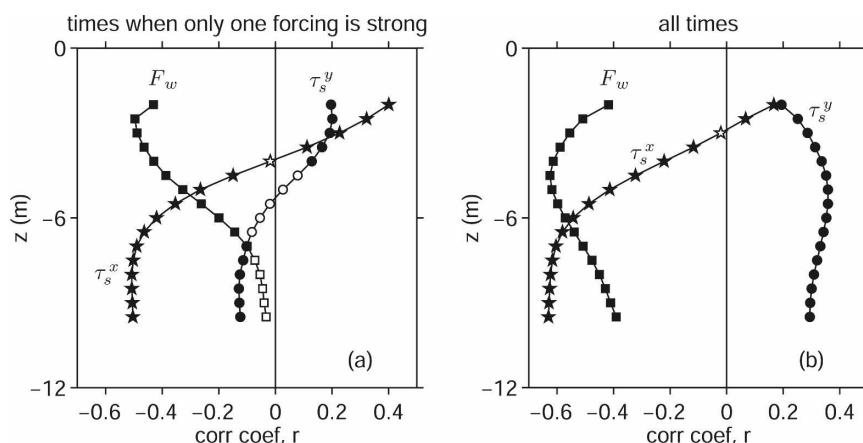 times when only one forcing is strong
all times
0
F_w
τ_s^y
z (m)
−6
τ_s^x
(a)
−12
−0.6 −0.4 −0.2 0 0.2 0.4
corr coef, r
0
F_w
τ_s^y
τ_s^x
z (m)
−6
(b)
−12
−0.6 −0.4 −0.2 0 0.2 0.4
corr coef, r